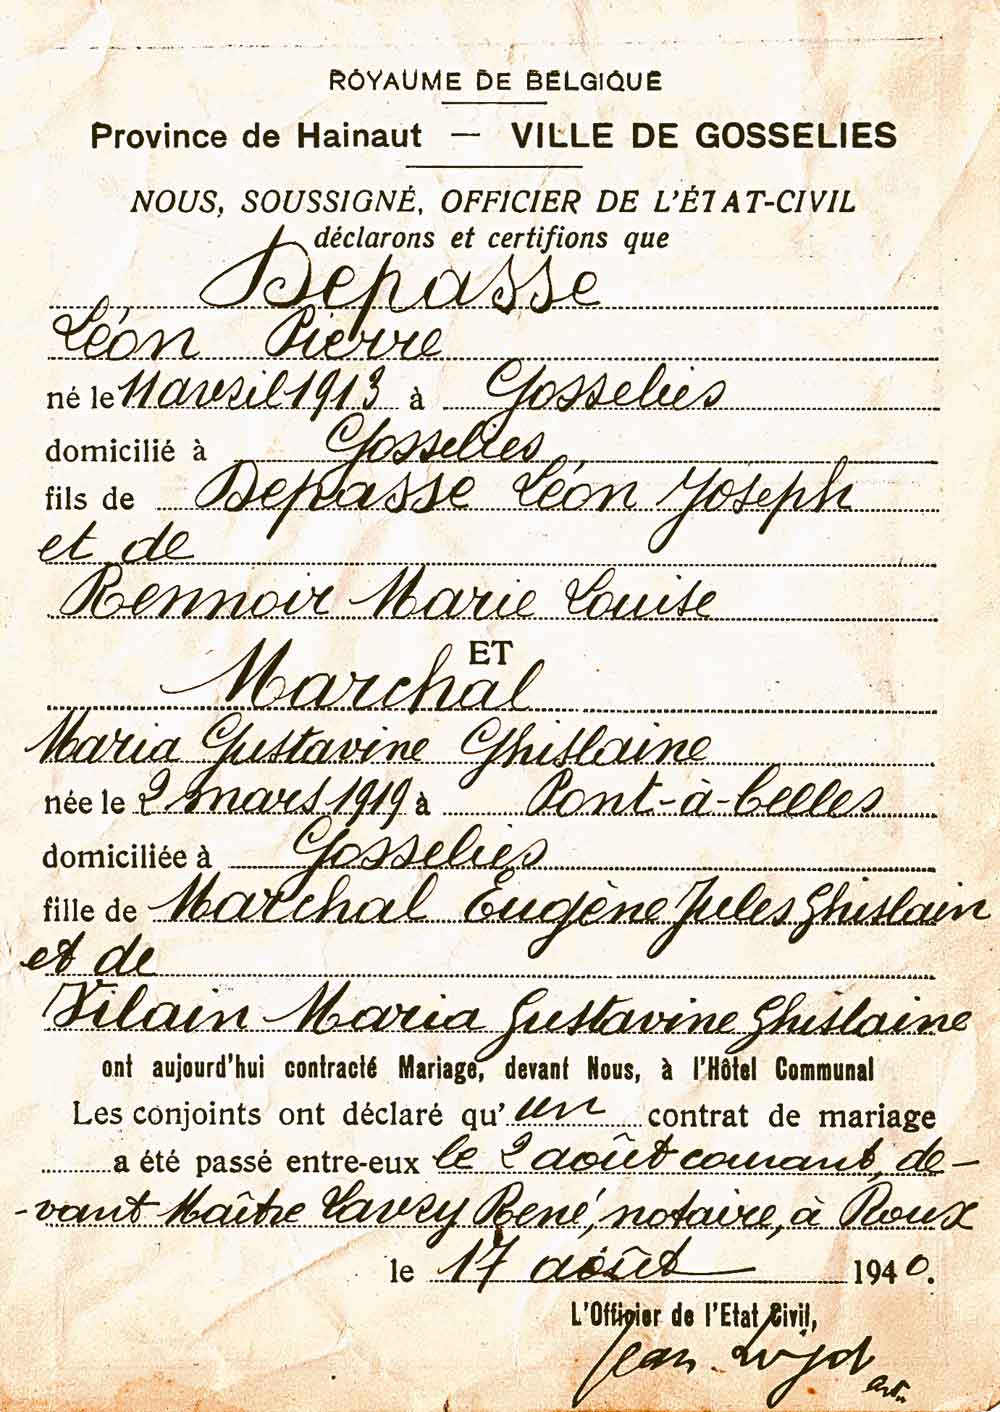 ROYAUME DE BELGIQUE
Province de Hainaut — VILLE DE GOSSELIES
NOUS, SOUSSIGNÉ, OFFICIER DE L'ÉTAT-CIVIL
déclarons et certifions que
Depasse
Léon Pierre
né le 11 avril 1913 à Gosselies
domicilié à Gosselies
fils de Depasse Léon Joseph
et de
Rennoir Marie Louise
ET
Marchal
Maria Gustavine Ghislaine
née le 2 mars 1919 à Pont-à-Celles
domiciliée à Gosselies
fille de Marchal Eugène Jules Ghislain
et de
Vilain Maria Gustavine Ghislaine
ont aujourd'hui contracté Mariage, devant Nous, à l'Hôtel Communal
Les conjoints ont déclaré qu'un contrat de mariage
a été passé entre-eux le 2 août courant, de-
-vant Maître René, notaire, à Roux
le 17 août 1940.
L'Officier de l'Etat Civil,
Jean